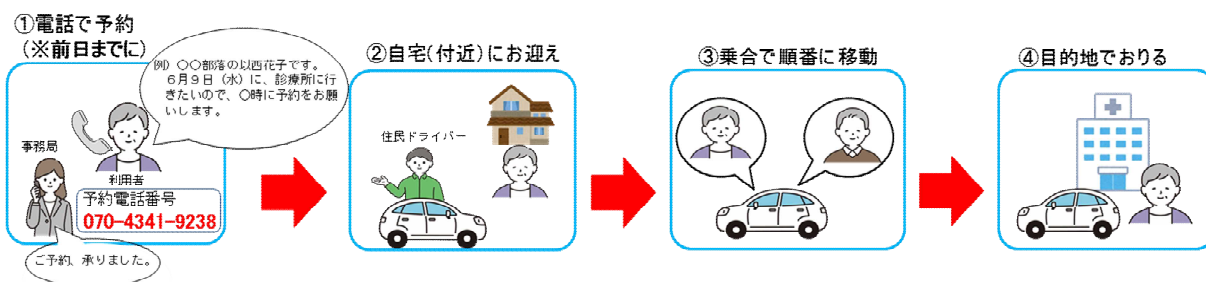 ①電話で予約
(※前日までに)
例）〇〇部落の以西花子です。
６月９日（水）に、診療所に行
きたいので、〇時に予約をお願
いします。
事務局
利用者
予約電話番号
070-4341-9238
ご予約、承りました。
②自宅(付近)にお迎え
住民ドライバー
③乗合で順番に移動
④目的地でおりる